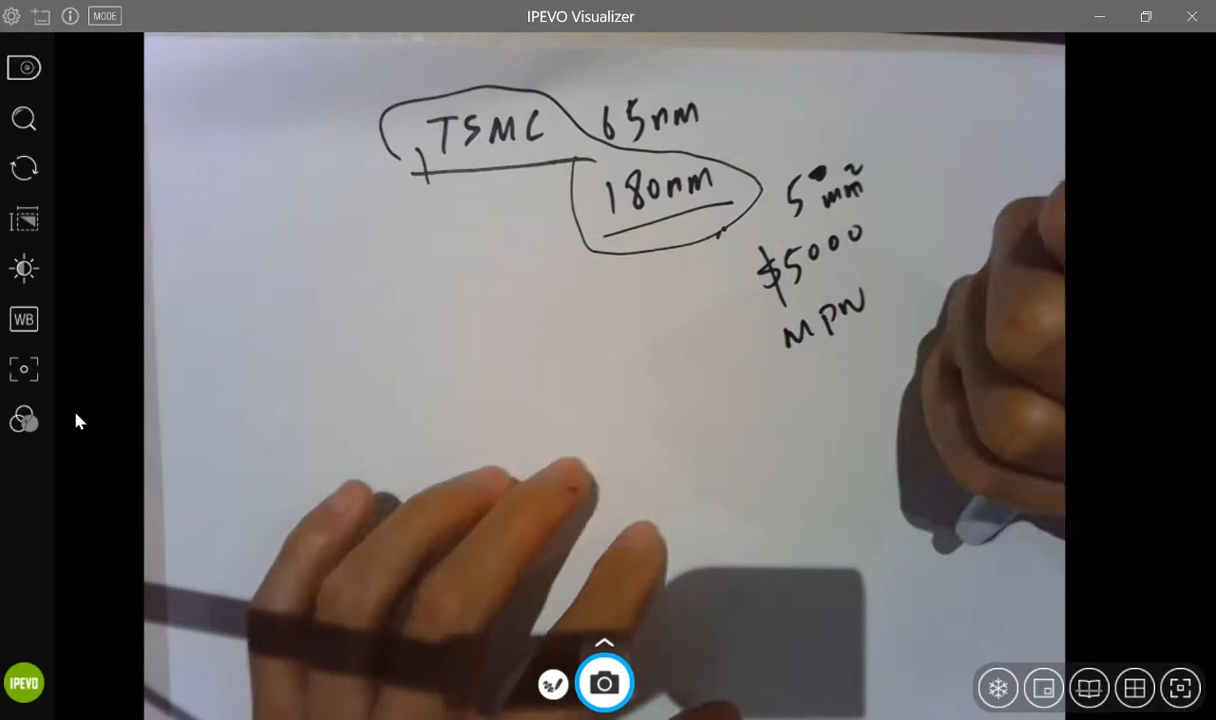 IPEVO Visualizer
MODE
TSMC 65nm
180nm
5 mm²
$5000
MPW
WB
IPEVO